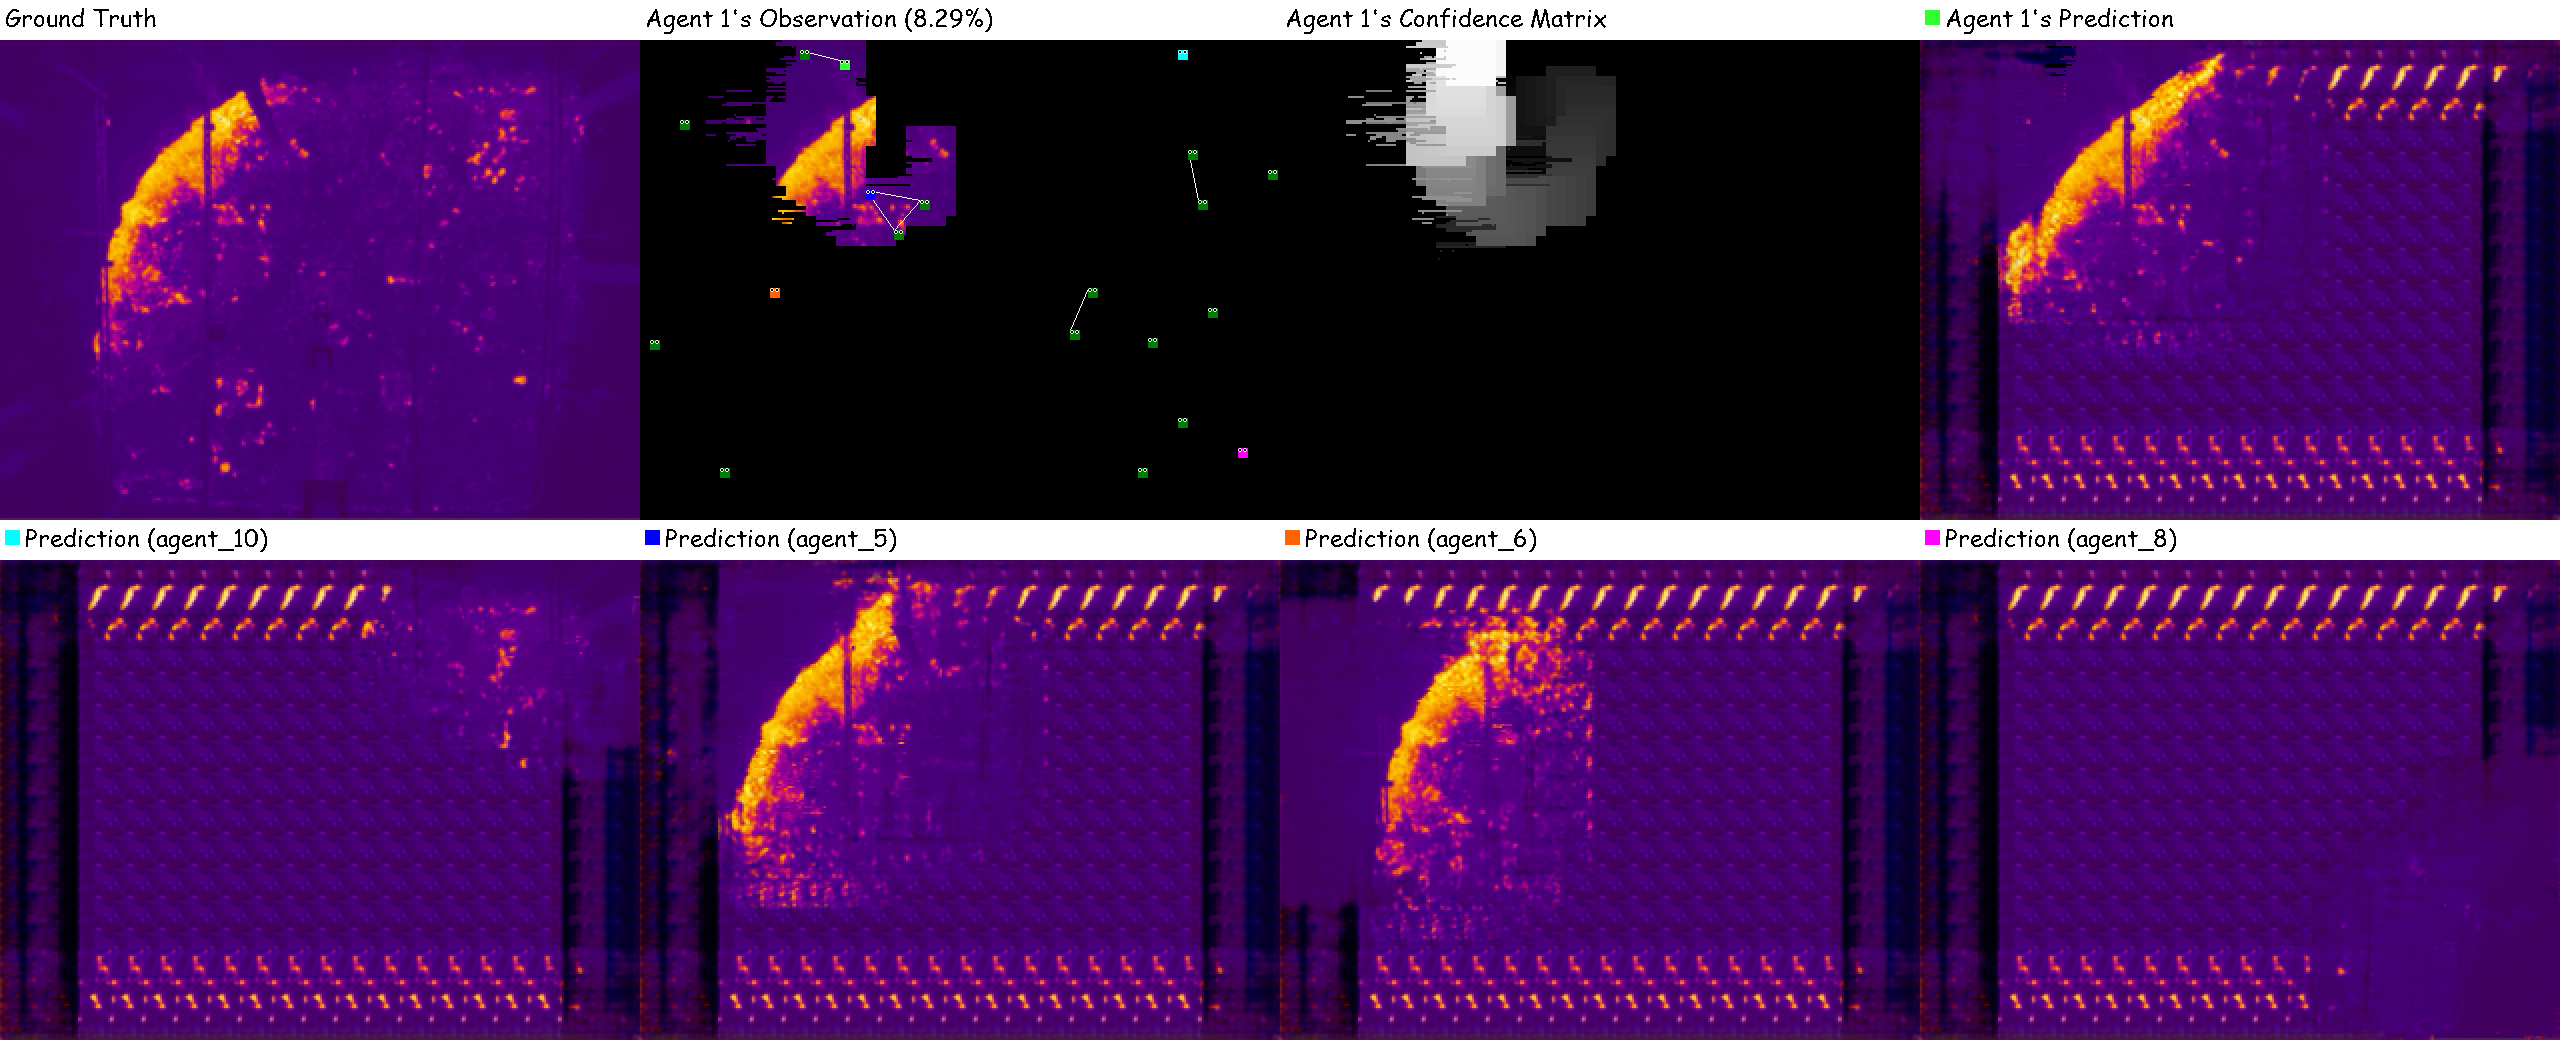 Ground Truth
Agent 1's Observation (8.29%)
Agent 1's Confidence Matrix
Agent 1's Prediction
Prediction (agent_10)
Prediction (agent_5)
Prediction (agent_6)
Prediction (agent_8)